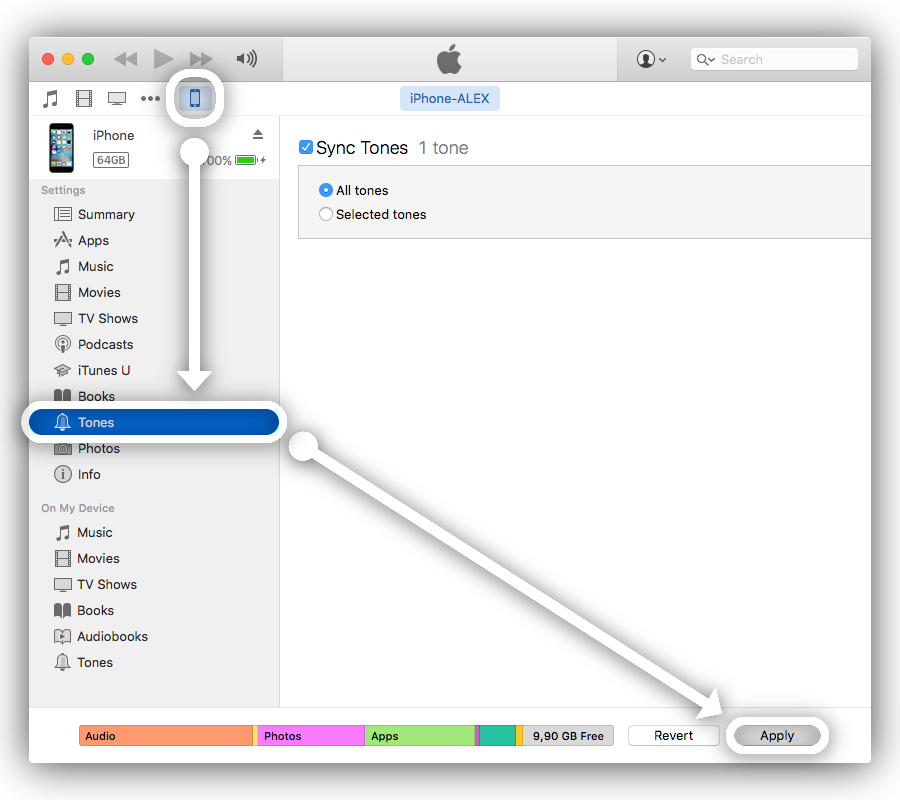 Search
iPhone-ALEX
iPhone
64GB
00%
Sync Tones 1 tone
All tones
Selected tones
Settings
Summary
Apps
Music
Movies
TV Shows
Podcasts
iTunes U
Books
Tones
Photos
Info
On My Device
Music
Movies
TV Shows
Books
Audiobooks
Tones
Audio
Photos
Apps
9,90 GB Free
Revert
Apply